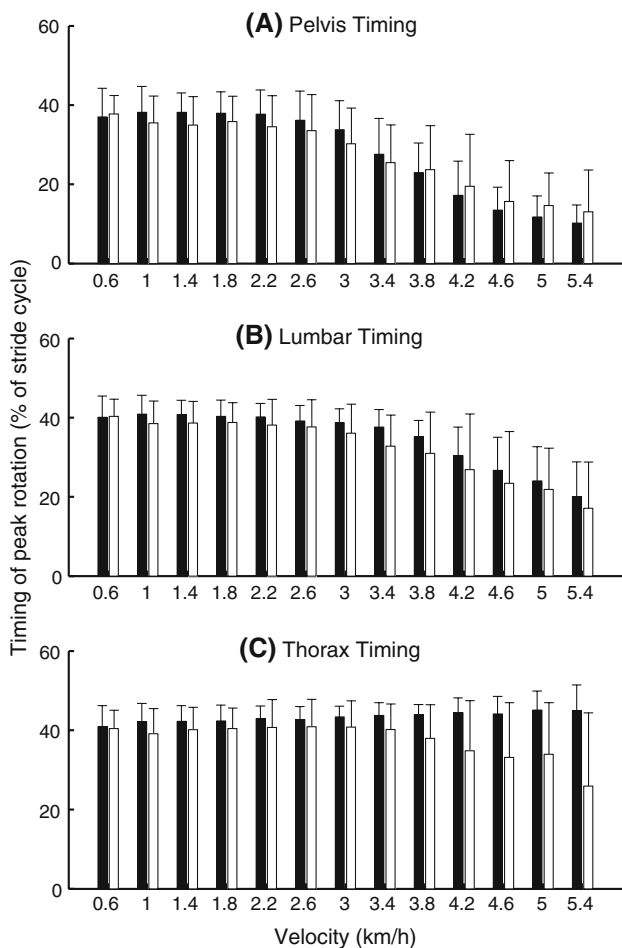 (A) Pelvis Timing
60
40
20
0
0.6 1 1.4 1.8 2.2 2.6 3 3.4 3.8 4.2 4.6 5 5.4
(B) Lumbar Timing
60
40
20
0
0.6 1 1.4 1.8 2.2 2.6 3 3.4 3.8 4.2 4.6 5 5.4
(C) Thorax Timing
60
40
20
0
0.6 1 1.4 1.8 2.2 2.6 3 3.4 3.8 4.2 4.6 5 5.4
Velocity (km/h)
Timing of peak rotation (% of stride cycle)